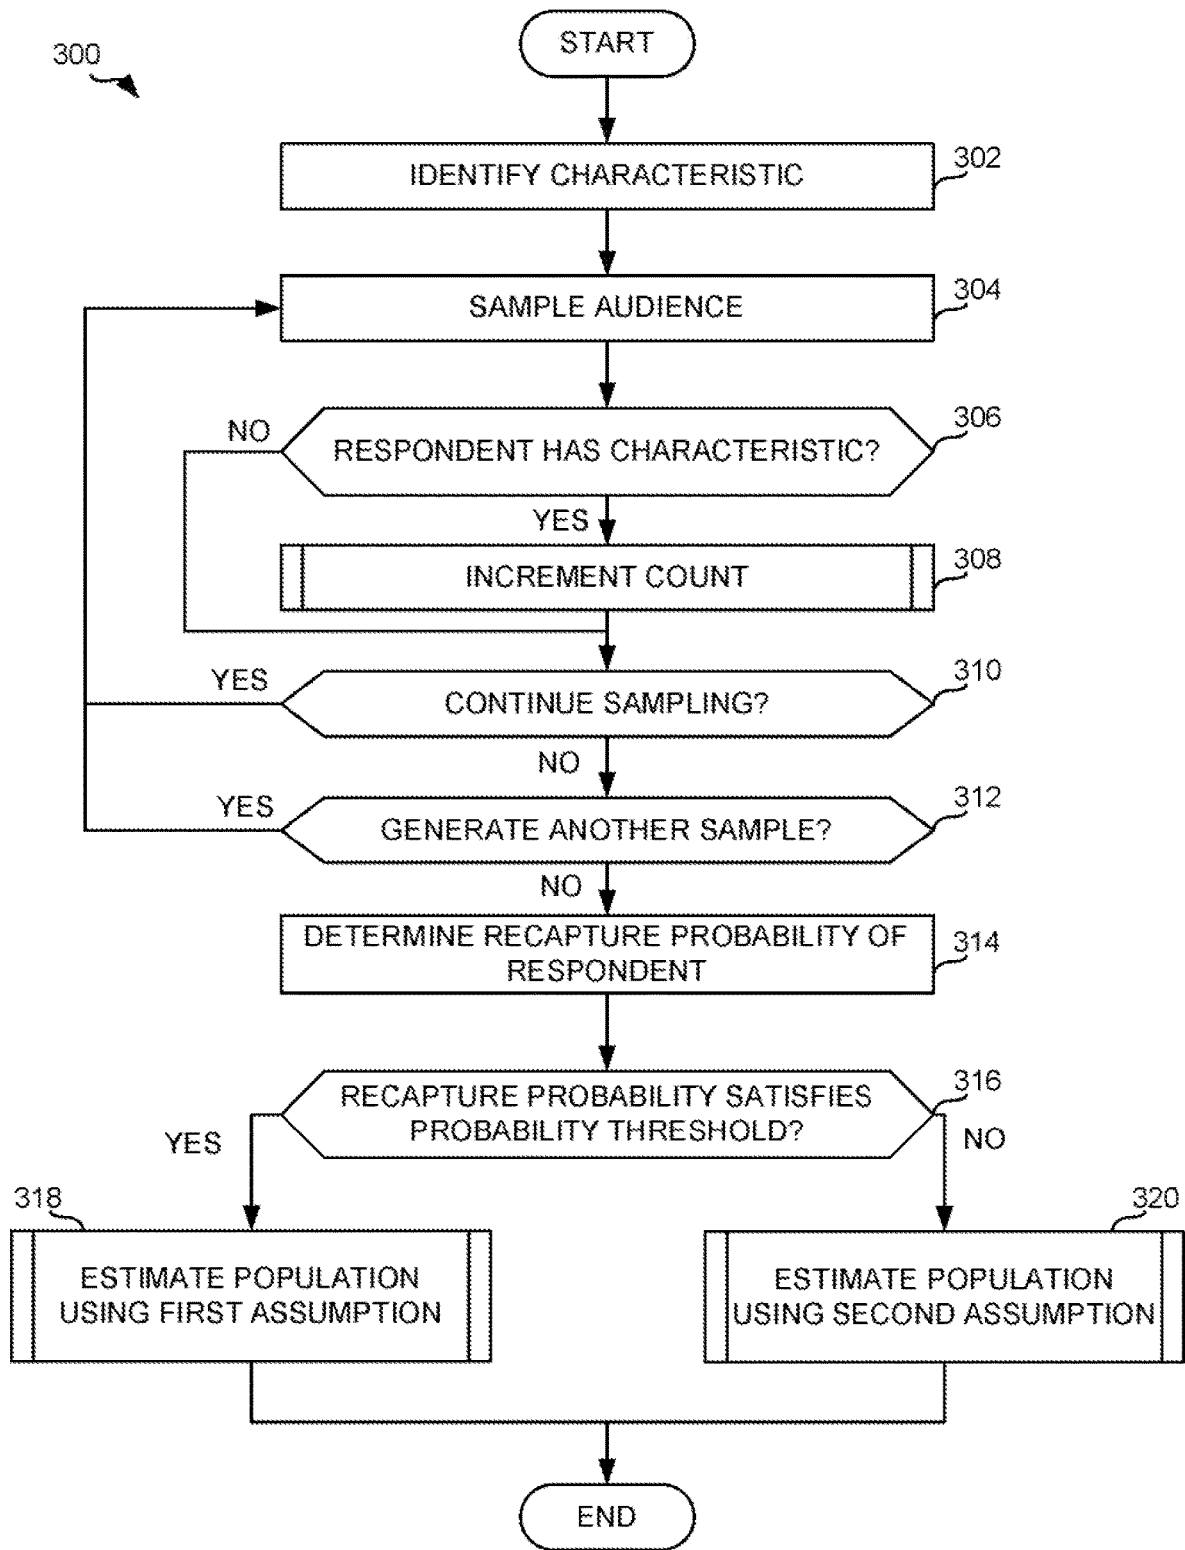 START
300
302
IDENTIFY CHARACTERISTIC
304
SAMPLE AUDIENCE
306
NO
RESPONDENT HAS CHARACTERISTIC?
YES
308
INCREMENT COUNT
310
YES
CONTINUE SAMPLING?
NO
312
YES
GENERATE ANOTHER SAMPLE?
NO
314
DETERMINE RECAPTURE PROBABILITY OF
RESPONDENT
316
RECAPTURE PROBABILITY SATISFIES
PROBABILITY THRESHOLD?
YES
NO
318
320
ESTIMATE POPULATION
USING FIRST ASSUMPTION
ESTIMATE POPULATION
USING SECOND ASSUMPTION
END